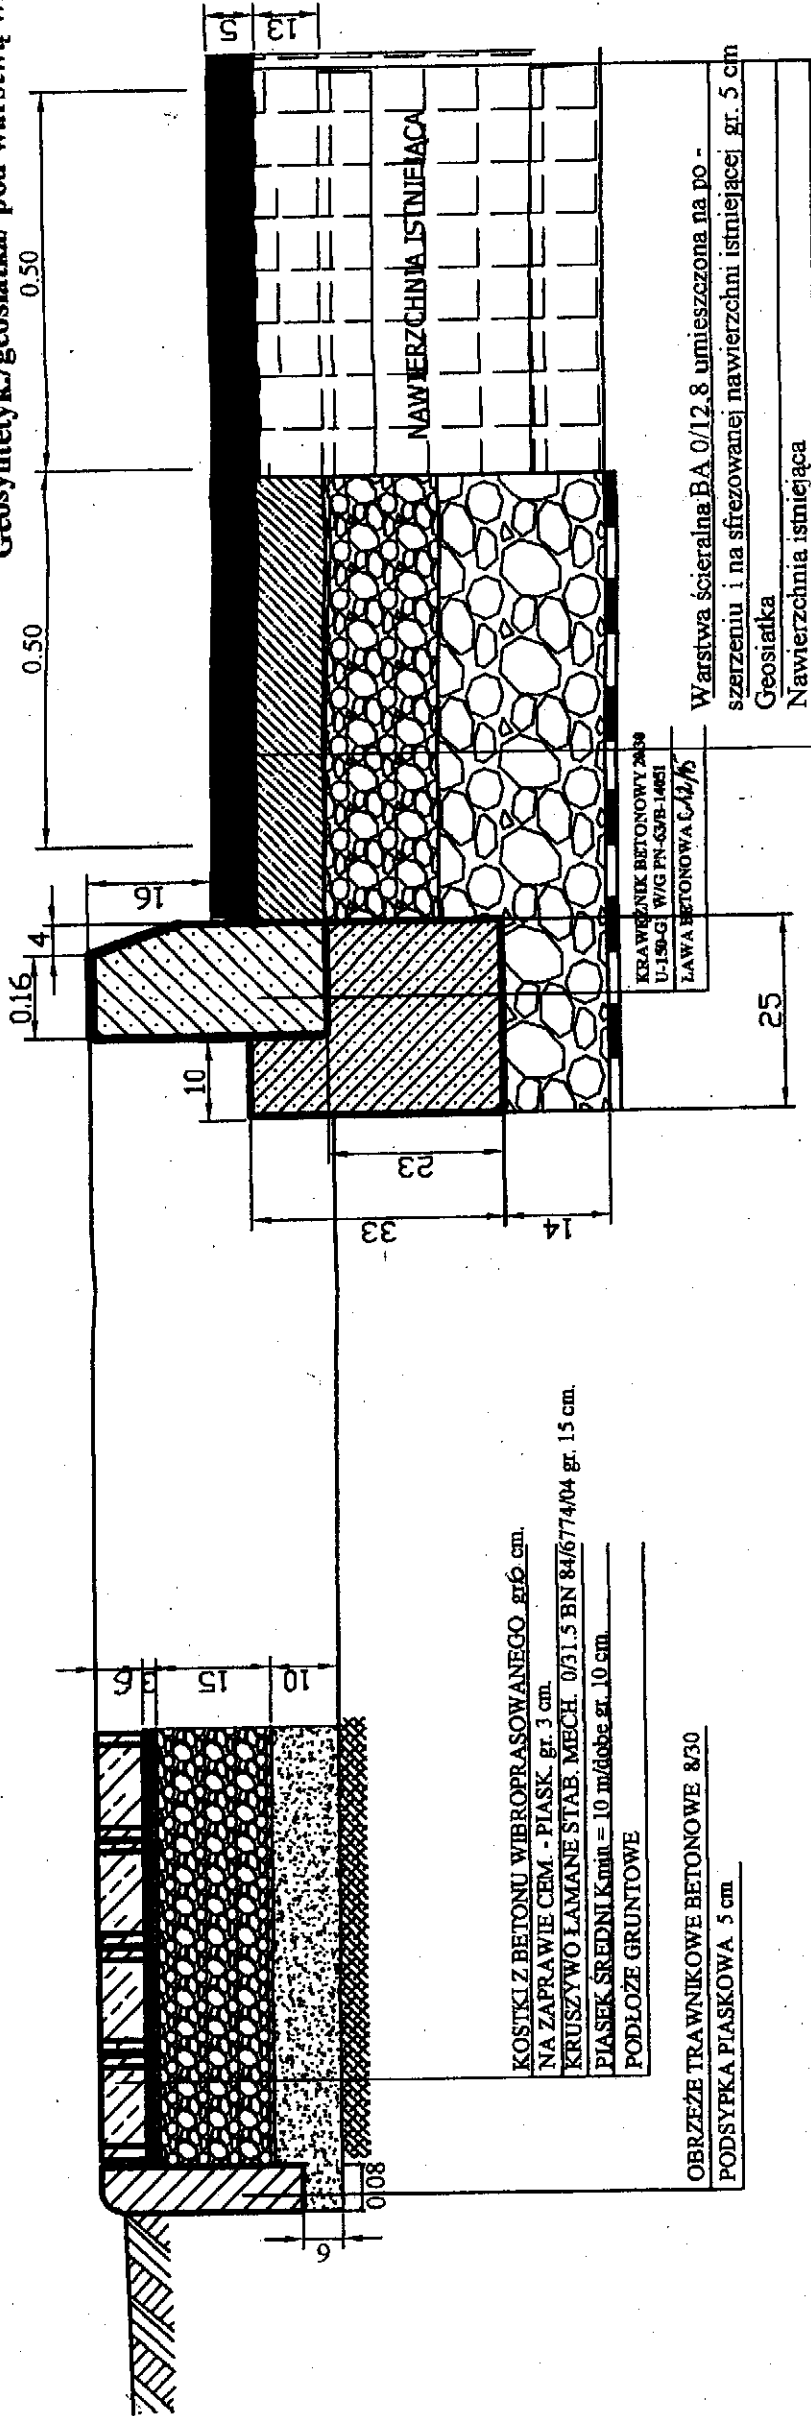 0.50
0.50
5
13
16
4
0.16
10
23
33
14
25
NAWIERZCHNIA ISTNIEJĄCA
Warstwa ścieralna BA 0/12,8 umieszczona na po -
szerzeniu i na sfrezowanej nawierzchni istniejącej gr. 5 cm
Geosiatka
Nawierzchnia istniejąca
KRAWĘŻNIK BETONOWY 20/30
U-150-G1 W/G PN-63/B-14051
ŁAWA BETONOWA
6
3
15
10
6
0.08
KOSTKI Z BETONU WIBROPRASOWANEGO gr 6 cm.
NA ZAPRAWIE CEM. - PIASK. gr. 3 cm.
KRUSZYWO ŁAMANE STAB. MECH. 0/31.5 BN 84/6774/04 gr. 15 cm.
PIASEK ŚREDNI Kmin = 10 m/dobę gr. 10 cm.
PODŁOŻE GRUNTOWE
OBRZEŻE TRAWNIKOWE BETONOWE 8/30
PODSYPKA PIASKOWA 5 cm